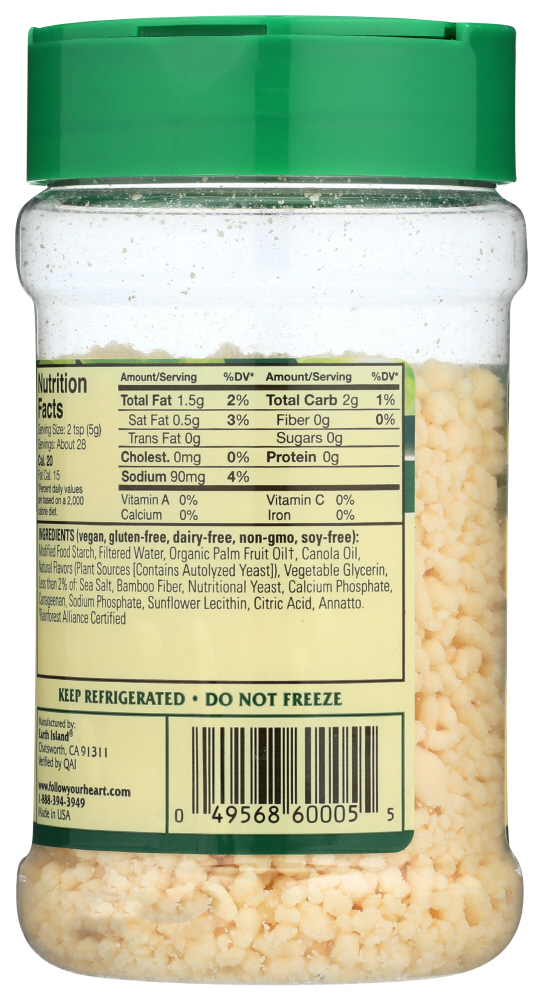 Nutrition
Facts
Serving Size: 2 tsp (5g)
Servings: About 28
Cal. 20
Fat Cal. 15
*Percent daily values
are based on a 2,000
calorie diet.
Amount/Serving %DV* Amount/Serving %DV*
Total Fat 1.5g 2% Total Carb 2g 1%
Sat Fat 0.5g 3% Fiber 0g 0%
Trans Fat 0g Sugars 0g
Cholest. 0mg 0% Protein 0g
Sodium 90mg 4%
Vitamin A 0% Vitamin C 0%
Calcium 0% Iron 0%
INGREDIENTS (vegan, gluten-free, dairy-free, non-gmo, soy-free):
Modified Food Starch, Filtered Water, Organic Palm Fruit Oil†, Canola Oil,
Natural Flavors (Plant Sources [Contains Autolyzed Yeast]), Vegetable Glycerin,
Less than 2% of: Sea Salt, Bamboo Fiber, Nutritional Yeast, Calcium Phosphate,
Carrageenan, Sodium Phosphate, Sunflower Lecithin, Citric Acid, Annatto.
†Rainforest Alliance Certified
KEEP REFRIGERATED • DO NOT FREEZE
Manufactured by:
Earth Island®
Chatsworth, CA 91311
Verified by QAI
www.followyourheart.com
1-888-394-3949
Made in USA
0 49568 60005 5